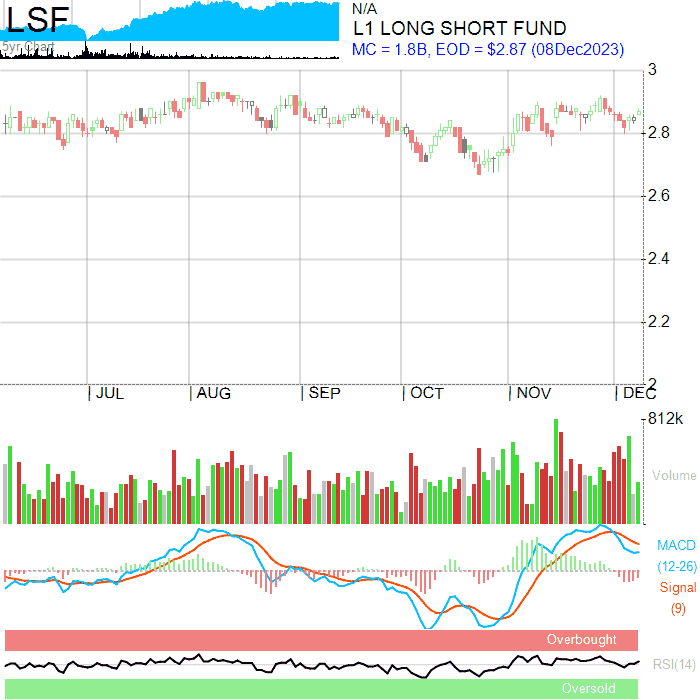 LSF
5yr Chart
N/A
L1 LONG SHORT FUND
MC = 1.8B, EOD = $2.87 (08Dec2023)
3
2.8
2.6
2.4
2.2
2
JUL AUG SEP OCT NOV DEC
812k
Volume
MACD
(12-26)
Signal
(9)
Overbought
RSI(14)
Oversold